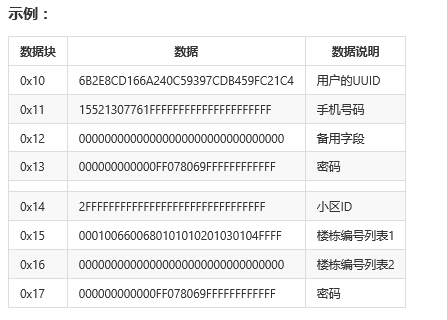 示例：
数据块 数据 数据说明
0x10 6B2E8CD166A240C59397CDB459FC21C4 用户的UUID
0x11 15521307761FFFFFFFFFFFFFFFFFFFFF 手机号码
0x12 00000000000000000000000000000000 备用字段
0x13 000000000000FF078069FFFFFFFFFFFF 密码
0x14 2FFFFFFFFFFFFFFFFFFFFFFFFFFFFFFF 小区ID
0x15 0001006600680101010201030104FFFF 楼栋编号列表1
0x16 00000000000000000000000000000000 楼栋编号列表2
0x17 000000000000FF078069FFFFFFFFFFFF 密码